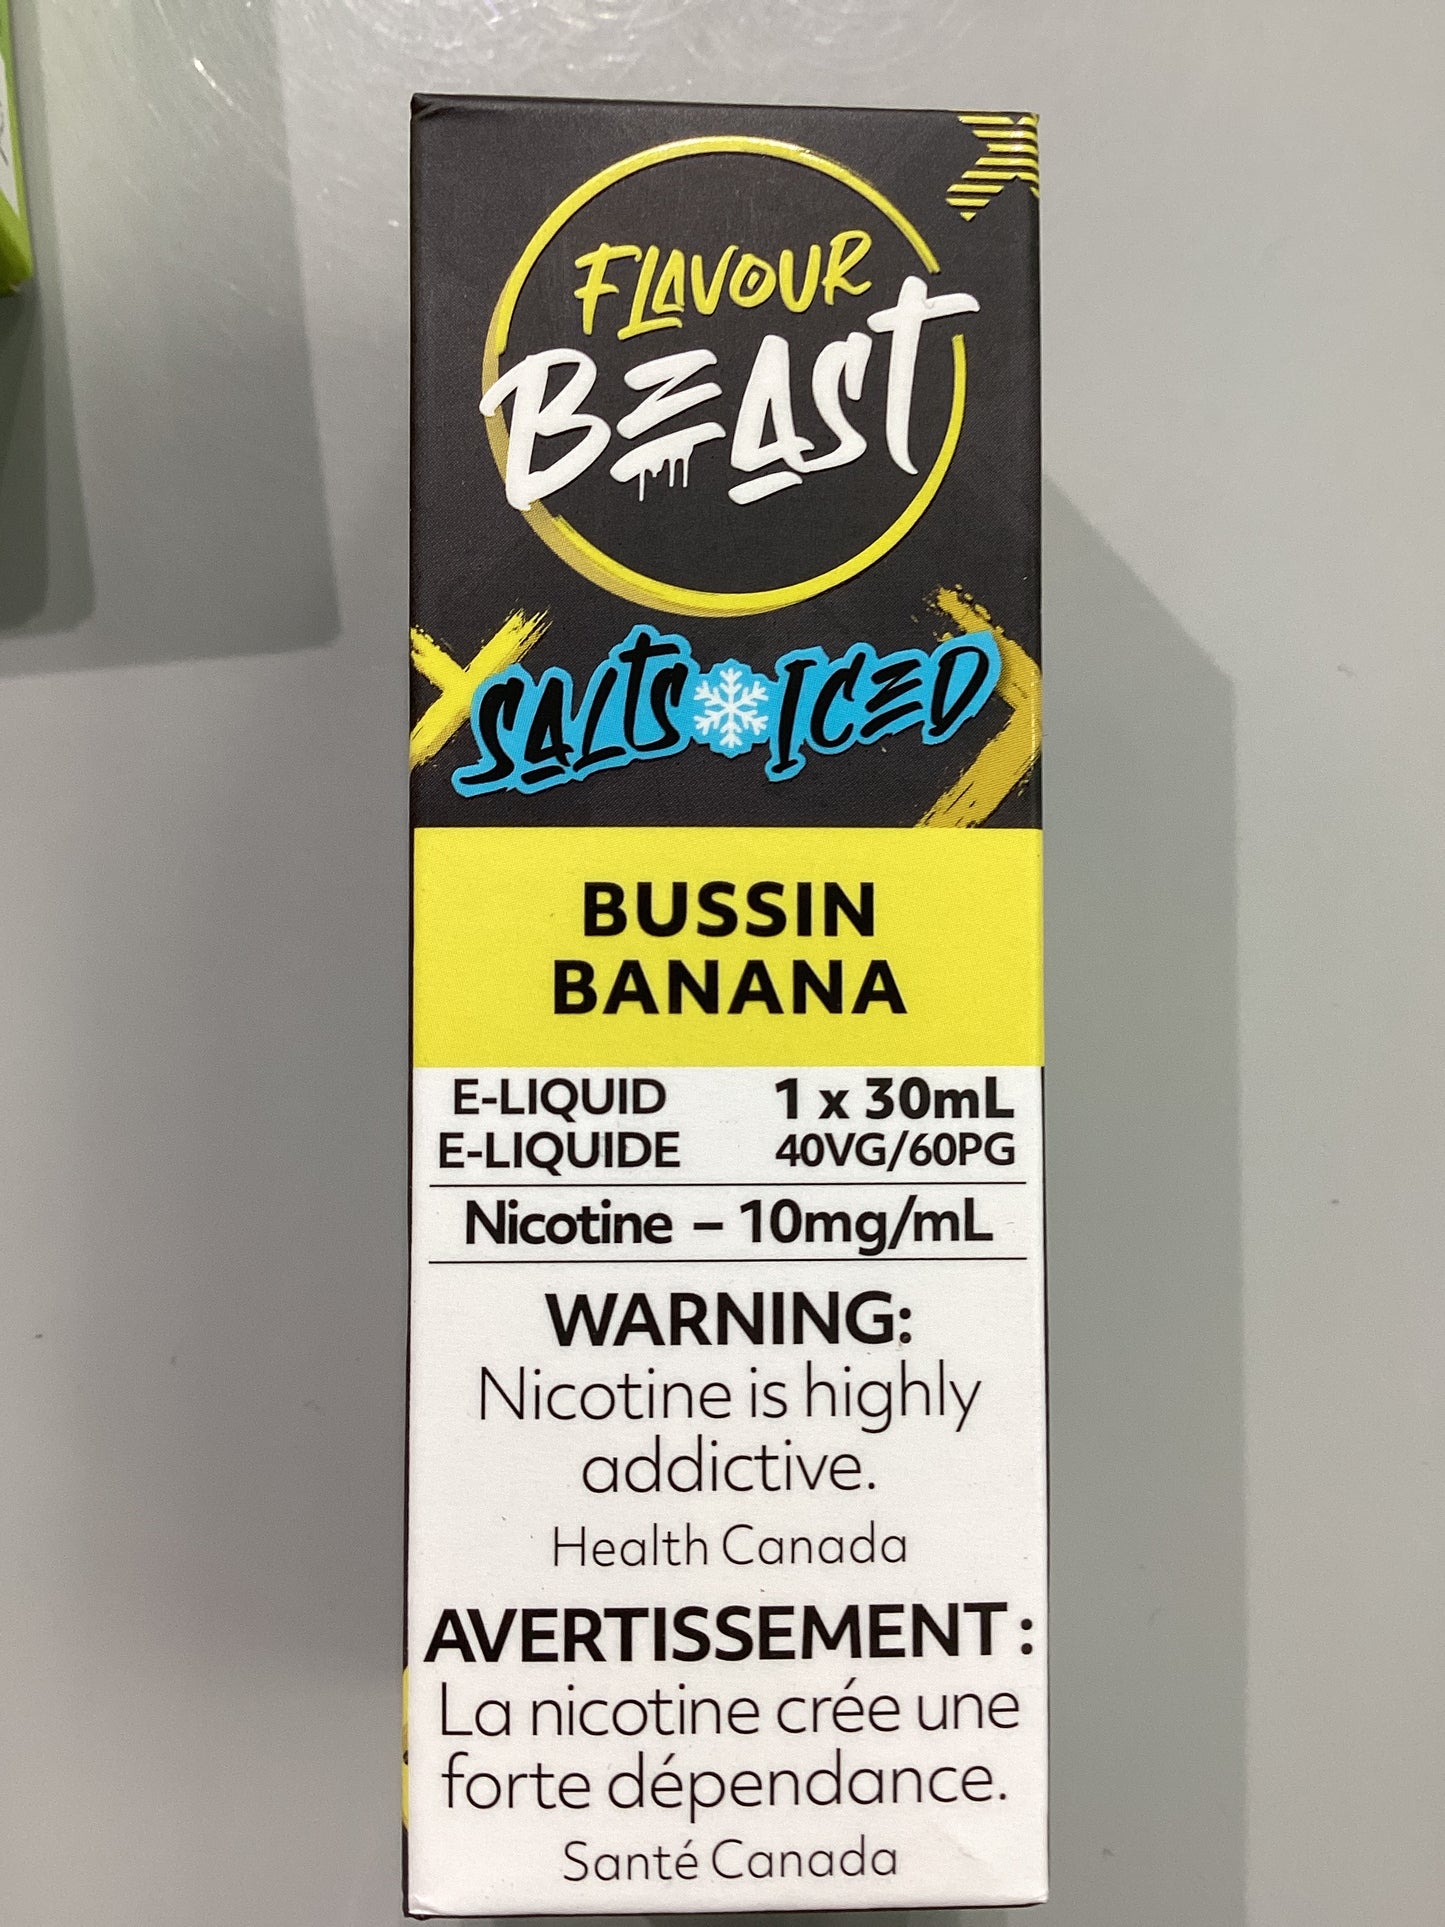 FLAVOUR
BEAST
SALTS ICED
BUSSIN
BANANA
E-LIQUID 1 x 30mL
E-LIQUIDE 40VG/60PG
Nicotine – 10mg/mL
WARNING:
Nicotine is highly
addictive.
Health Canada
AVERTISSEMENT :
La nicotine crée une
forte dépendance.
Santé Canada